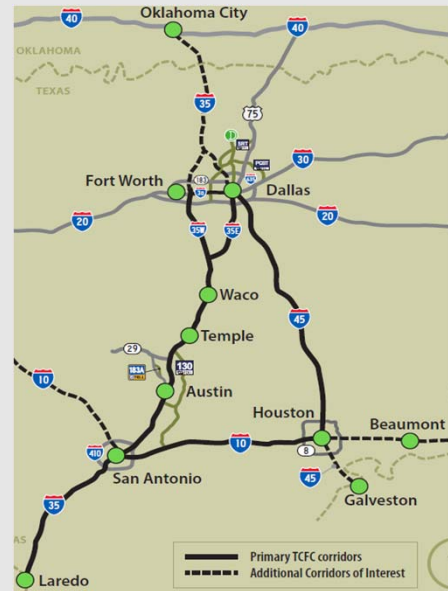 Oklahoma City
40
40
OKLAHOMA
TEXAS
35
75
30
Fort Worth
Dallas
20
20
35W
35E
Waco
45
Temple
29
183A
130
10
Austin
Houston
Beaumont
10
8
410
San Antonio
45
35
Galveston
Laredo
Primary TCFC corridors
Additional Corridors of Interest